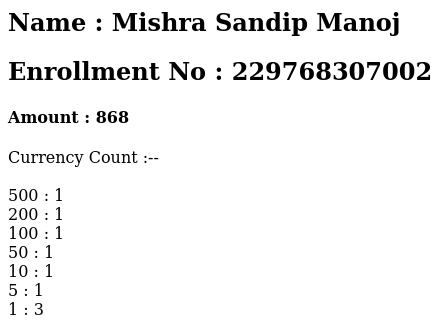 Name : Mishra Sandip Manoj
Enrollment No : 229768307002
Amount : 868
Currency Count :--
500 : 1
200 : 1
100 : 1
50 : 1
10 : 1
5 : 1
1 : 3